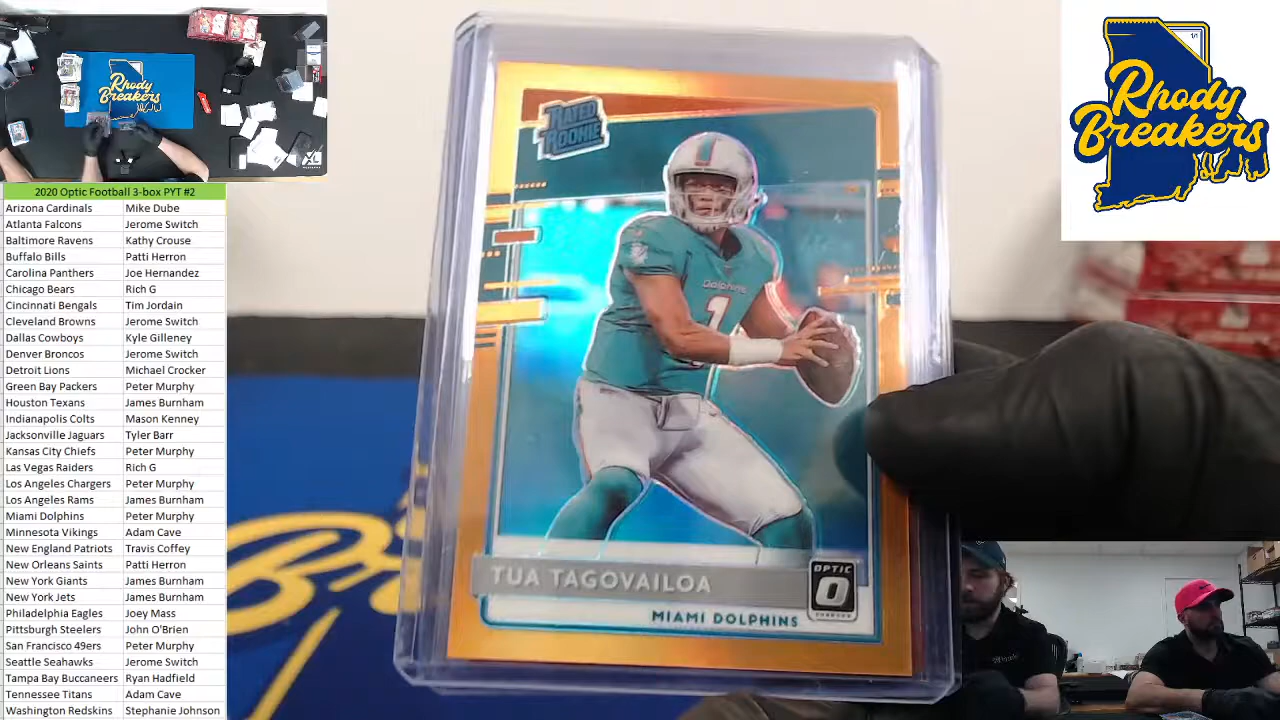 Rhody
Breakers
2020 Optic Football 3-box PYT #2
Arizona Cardinals Mike Dube
Atlanta Falcons Jerome Switch
Baltimore Ravens Kathy Crouse
Buffalo Bills Patti Herron
Carolina Panthers Joe Hernandez
Chicago Bears Rich G
Cincinnati Bengals Tim Jordain
Cleveland Browns Jerome Switch
Dallas Cowboys Kyle Gilleney
Denver Broncos Jerome Switch
Detroit Lions Michael Crocker
Green Bay Packers Peter Murphy
Houston Texans James Burnham
Indianapolis Colts Mason Kenney
Jacksonville Jaguars Tyler Barr
Kansas City Chiefs Peter Murphy
Las Vegas Raiders Rich G
Los Angeles Chargers Peter Murphy
Los Angeles Rams James Burnham
Miami Dolphins Peter Murphy
Minnesota Vikings Adam Cave
New England Patriots Travis Coffey
New Orleans Saints Patti Herron
New York Giants James Burnham
New York Jets James Burnham
Philadelphia Eagles Joey Mass
Pittsburgh Steelers John O'Brien
San Francisco 49ers Peter Murphy
Seattle Seahawks Jerome Switch
Tampa Bay Buccaneers Ryan Hadfield
Tennessee Titans Adam Cave
Washington Redskins Stephanie Johnson
RATED
ROOKIE
Dolphins
1
TUA TAGOVAILOA
OPTIC
MIAMI DOLPHINS
1/1
Rhody
Breakers